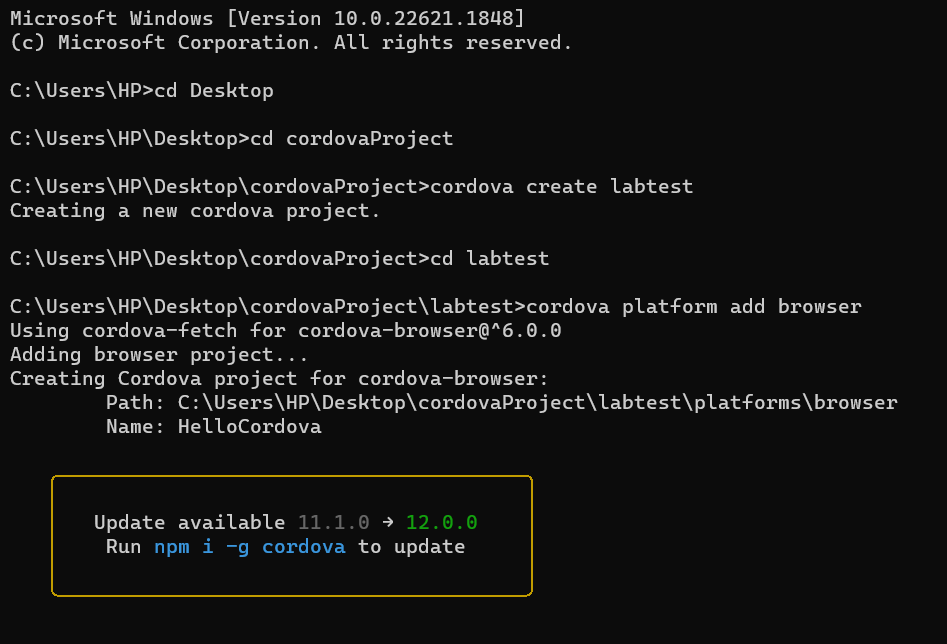 Microsoft Windows [Version 10.0.22621.1848]
(c) Microsoft Corporation. All rights reserved.
C:\Users\HP>cd Desktop
C:\Users\HP\Desktop>cd cordovaProject
C:\Users\HP\Desktop\cordovaProject>cordova create labtest
Creating a new cordova project.
C:\Users\HP\Desktop\cordovaProject>cd labtest
C:\Users\HP\Desktop\cordovaProject\labtest>cordova platform add browser
Using cordova-fetch for cordova-browser@^6.0.0
Adding browser project...
Creating Cordova project for cordova-browser:
Path: C:\Users\HP\Desktop\cordovaProject\labtest\platforms\browser
Name: HelloCordova
Update available 11.1.0 → 12.0.0
Run npm i -g cordova to update